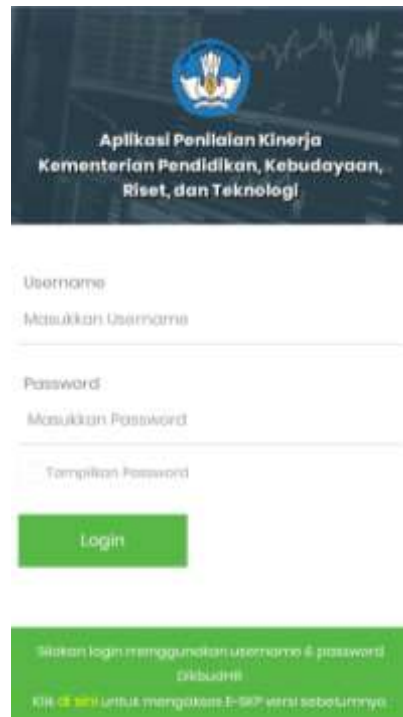 Aplikasi Penilaian Kinerja
Kementerian Pendidikan, Kebudayaan,
Riset, dan Teknologi
Username
Masukkan Username
Password
Masukkan Password
Tampilkan Password
Login
Silakan login menggunakan username & password
DikbudHR
Klik di sini untuk mengakses E-SKP versi sebelumnya.